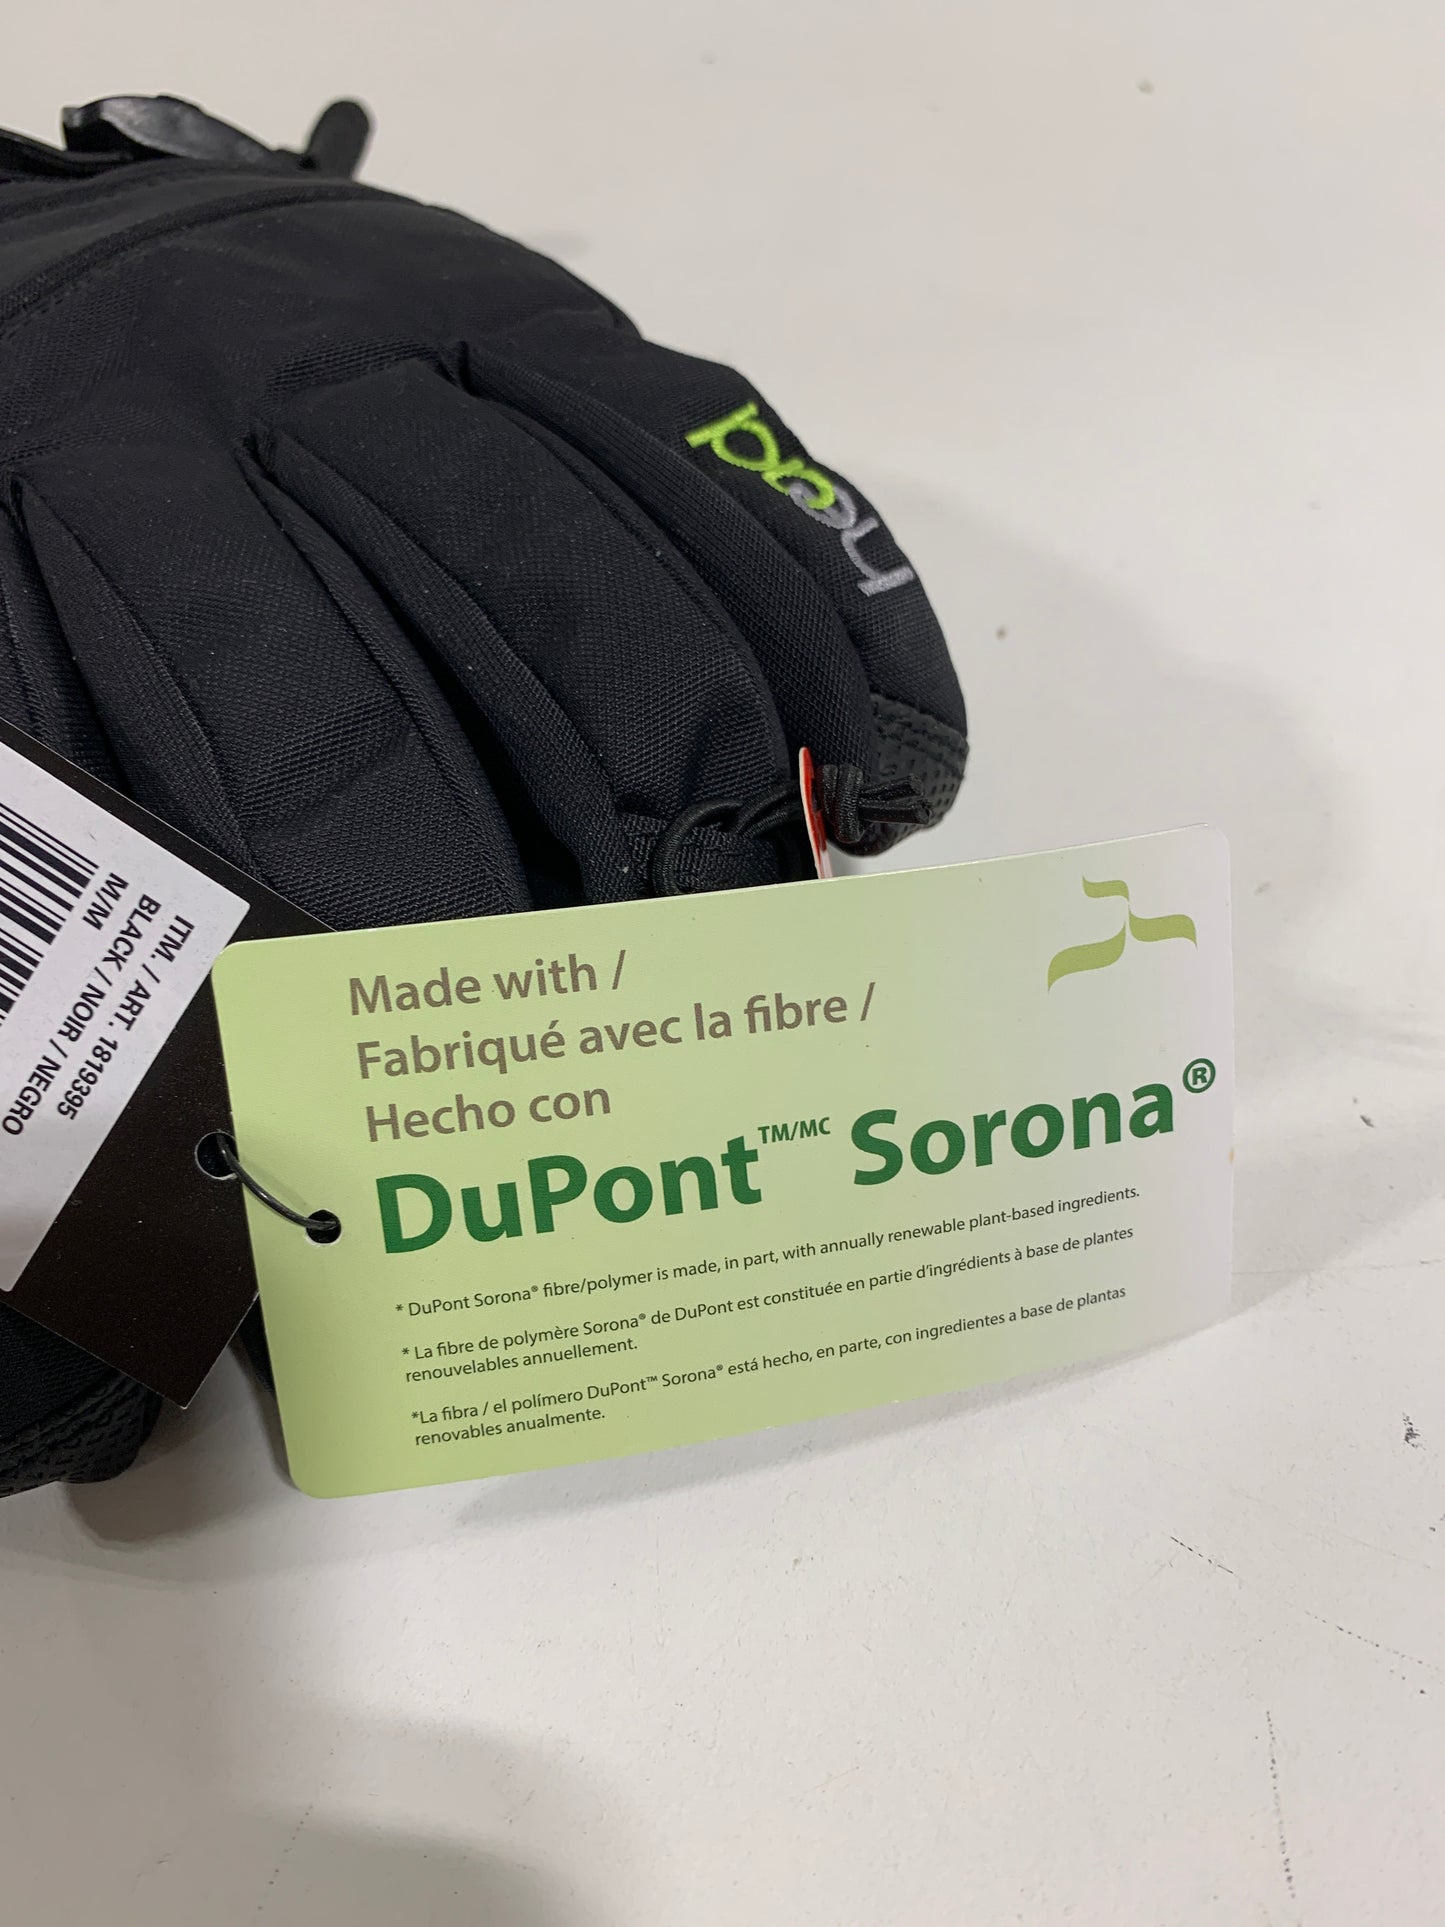 head
ITM. / ART. 1819395
BLACK / NOIR / NEGRO
M/M
Made with /
Fabriqué avec la fibre /
Hecho con
DuPont™/MC Sorona®
* DuPont Sorona® fibre/polymer is made, in part, with annually renewable plant-based ingredients.
* La fibre de polymère Sorona® de DuPont est constituée en partie d'ingrédients à base de plantes
renouvelables annuellement.
*La fibra / el polímero DuPont™ Sorona® está hecho, en parte, con ingredientes a base de plantas
renovables anualmente.